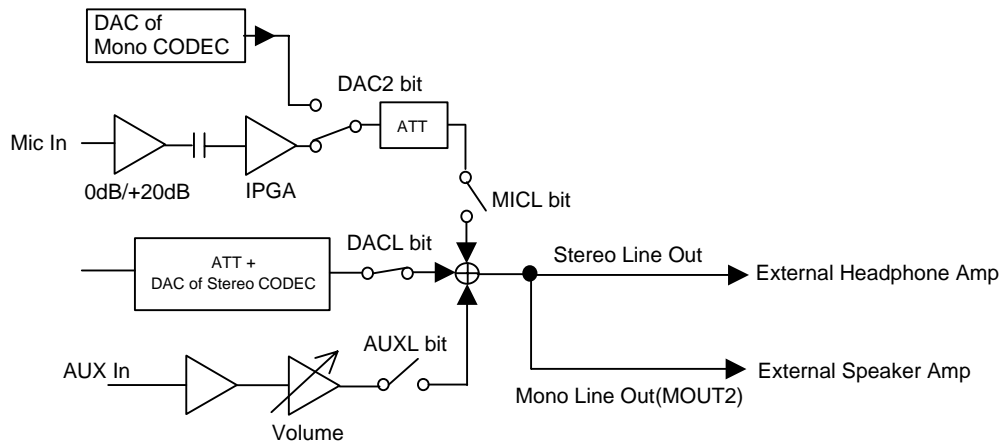 DAC of
Mono CODEC
DAC2 bit
ATT
Mic In
0dB/+20dB
IPGA
MICL bit
DACL bit
ATT +
DAC of Stereo CODEC
Stereo Line Out
External Headphone Amp
AUX In
AUXL bit
External Speaker Amp
Mono Line Out(MOUT2)
Volume